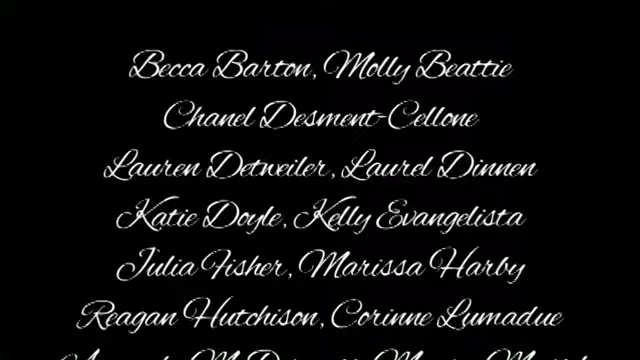 Becca Barton, Molly Beattie
Chanel Desment-Cellone
Lauren Detweiler, Laurel Dinnen
Katie Doyle, Kelly Evangelista
Julia Fisher, Marissa Harby
Reagan Hutchison, Corinne Lumadue